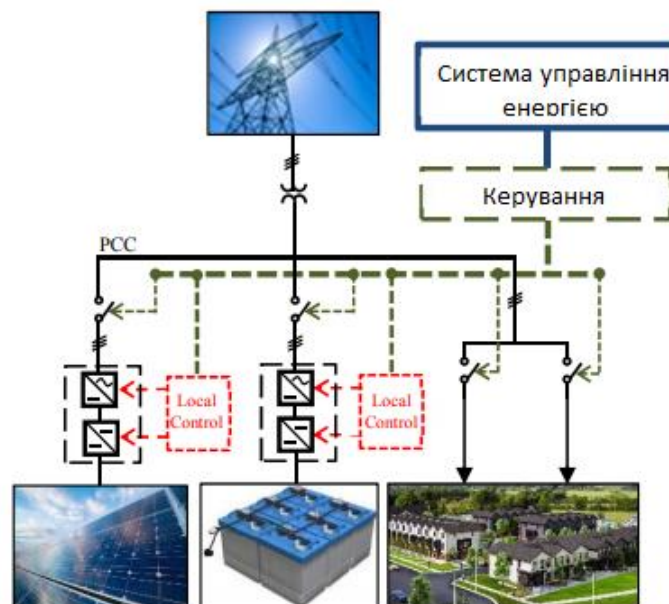 Система управління
енергією
Керування
PCC
Local
Control
Local
Control